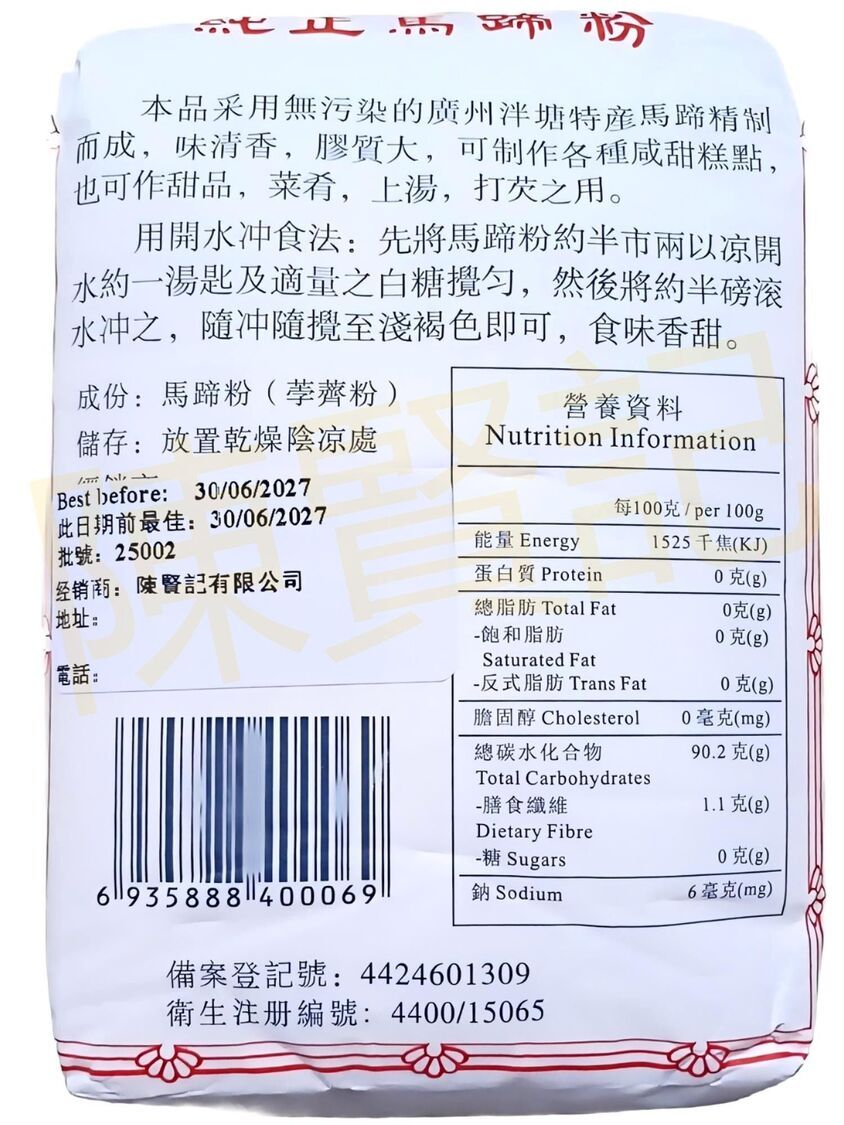 純正馬蹄粉
本品采用無污染的廣州泮塘特産馬蹄精制
而成，味清香，膠質大，可制作各種咸甜糕點，
也可作甜品，菜肴，上湯，打芡之用。
用開水冲食法：先將馬蹄粉約半市兩以凉開
水約一湯匙及適量之白糖攪匀，然後將約半磅滚
水冲之，隨冲隨攪至淺褐色即可，食味香甜。
成份：馬蹄粉（荸薺粉）
儲存：放置乾燥陰凉處
Best before: 30/06/2027
此日期前最佳：30/06/2027
批號：25002
经销商：陳賢記有限公司
地址：
電話：
6 935888 400069
營養資料
Nutrition Information
每100克 / per 100g
能量 Energy 1525 千焦(KJ)
蛋白質 Protein 0 克(g)
總脂肪 Total Fat 0克(g)
-飽和脂肪 0 克(g)
Saturated Fat
-反式脂肪 Trans Fat 0 克(g)
膽固醇 Cholesterol 0 毫克(mg)
總碳水化合物 90.2 克(g)
Total Carbohydrates
-膳食纖維 1.1 克(g)
Dietary Fibre
-糖 Sugars 0 克(g)
鈉 Sodium 6 毫克(mg)
備案登記號：4424601309
衛生注册編號：4400/15065
陳賢記